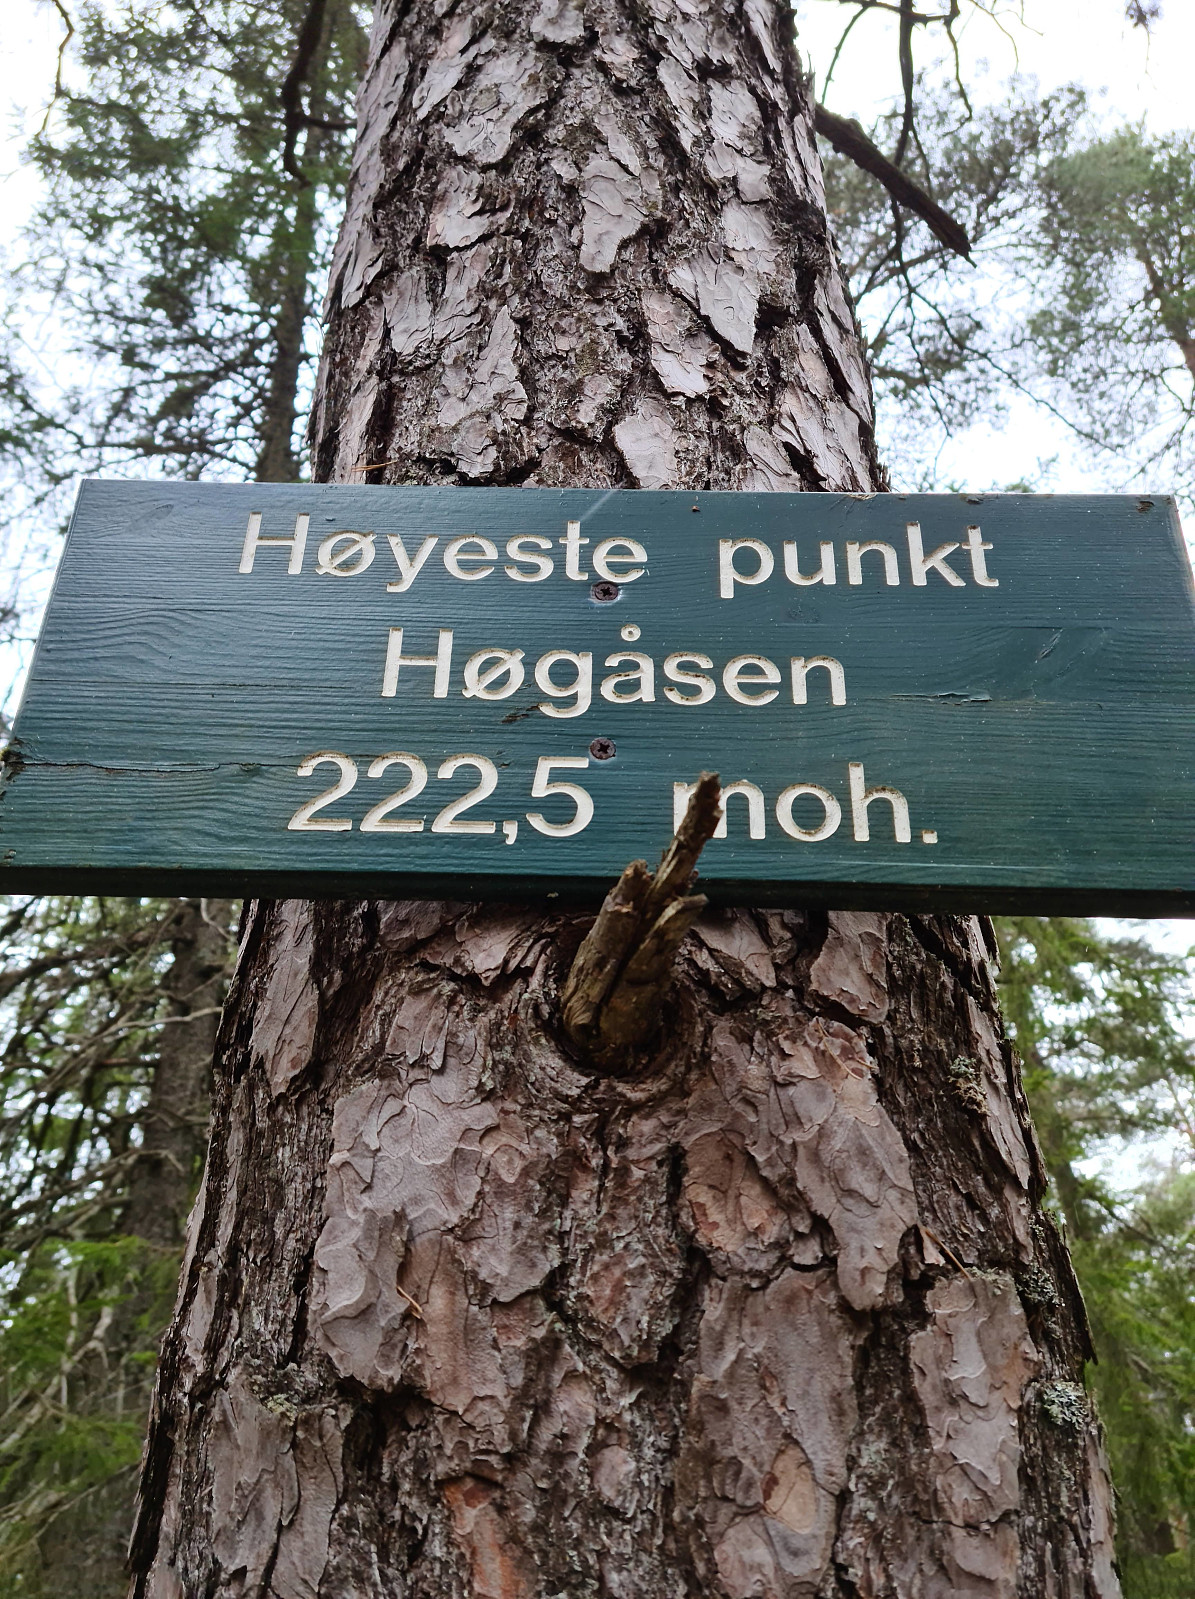 Høyeste punkt
Høgåsen
222,5 moh.